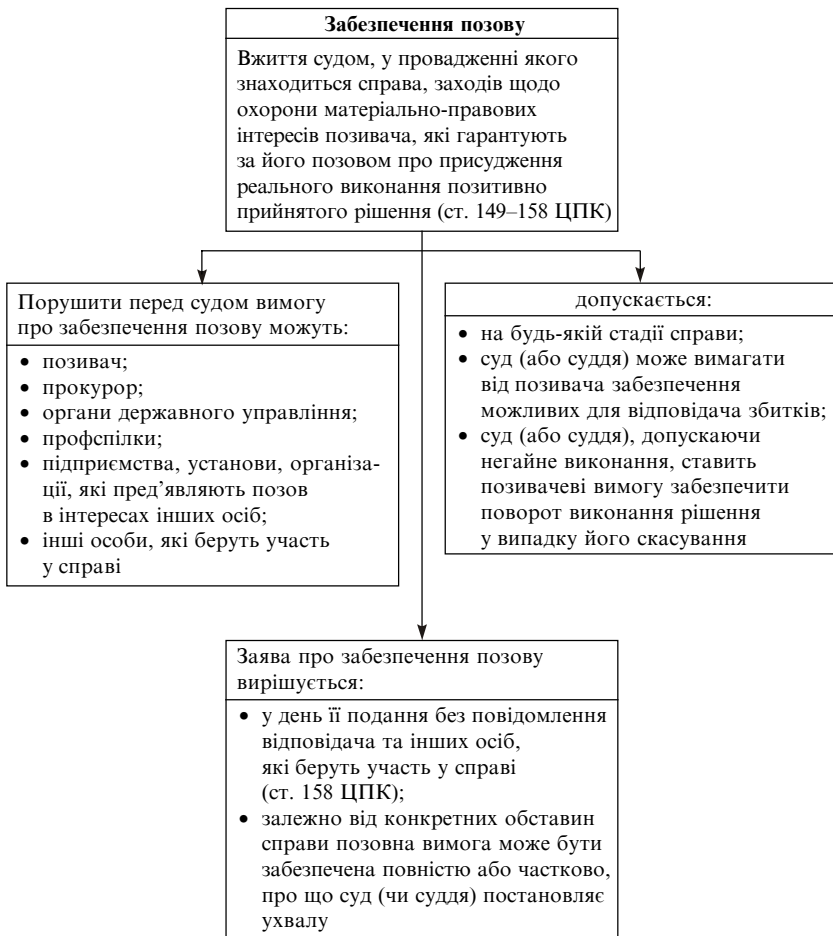 Забезпечення позову
Вжиття судом, у провадженні якого
знаходиться справа, заходів щодо
охорони матеріально-правових
інтересів позивача, які гарантують
за його позовом про присудження
реального виконання позитивно
прийнятого рішення (ст. 149–158 ЦПК)
Порушити перед судом вимогу
про забезпечення позову можуть:
• позивач;
• прокурор;
• органи державного управління;
• профспілки;
• підприємства, установи, організа-
ції, які пред’являють позов
в інтересах інших осіб;
• інші особи, які беруть участь
у справі
допускається:
• на будь-якій стадії справи;
• суд (або суддя) може вимагати
від позивача забезпечення
можливих для відповідача збитків;
• суд (або суддя), допускаючи
негайне виконання, ставить
позивачеві вимогу забезпечити
поворот виконання рішення
у випадку його скасування
Заява про забезпечення позову
вирішується:
• у день її подання без повідомлення
відповідача та інших осіб,
які беруть участь у справі
(ст. 158 ЦПК);
• залежно від конкретних обставин
справи позовна вимога може бути
забезпечена повністю або частково,
про що суд (чи суддя) постановляє
ухвалу